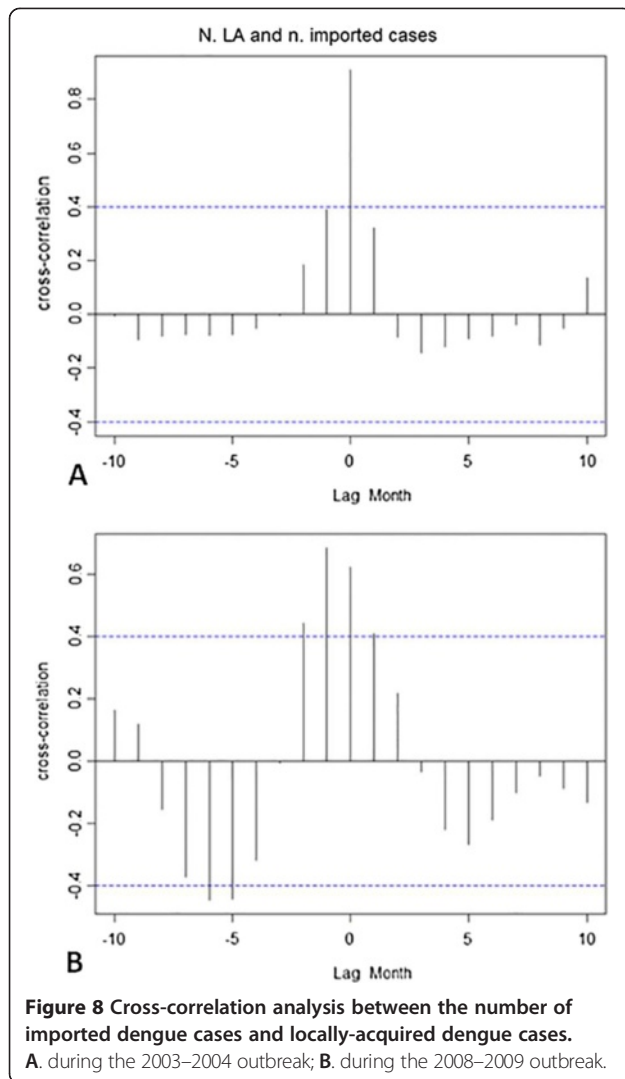 N. LA and n. imported cases
cross-correlation
0.8
0.6
0.4
0.2
0.0
-0.2
-0.4
-10 -5 0 5 10
A
Lag Month
cross-correlation
0.6
0.4
0.2
0.0
-0.2
-0.4
-10 -5 0 5 10
B
Lag Month
Figure 8 Cross-correlation analysis between the number of
imported dengue cases and locally-acquired dengue cases.
A. during the 2003–2004 outbreak; B. during the 2008–2009 outbreak.